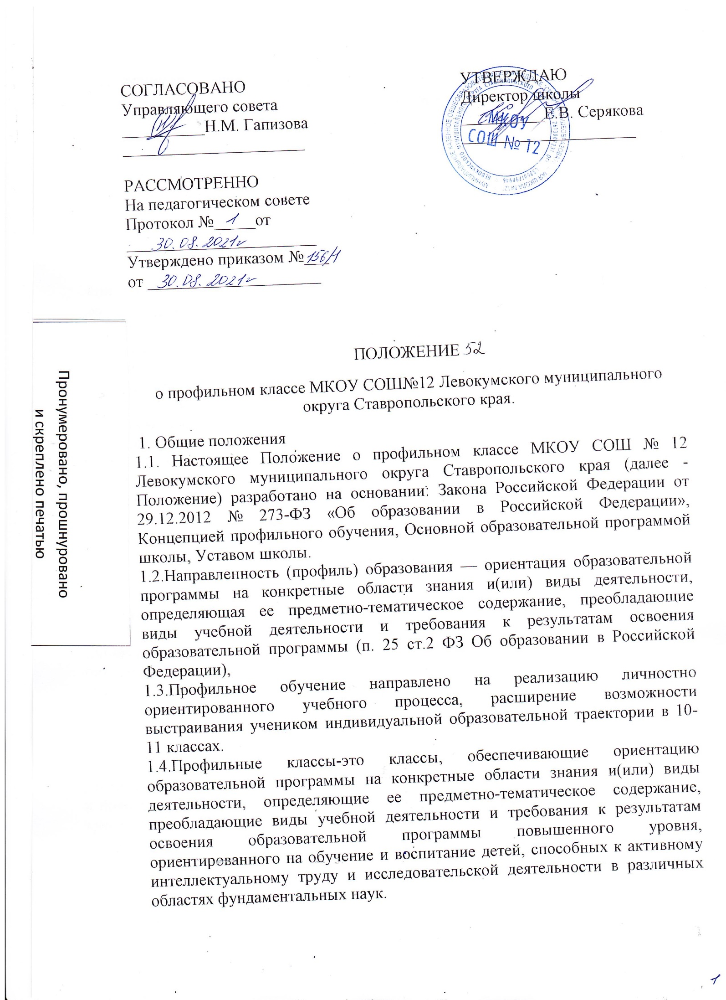 СОГЛАСОВАНО
Управляющего совета
__________Н.М. Гапизова
УТВЕРЖДАЮ
Директор школы
__________Е.В. Серякова
МКОУ
СОШ № 12
РАССМОТРЕННО
На педагогическом совете
Протокол №__1__от
30.08.2021г
Утверждено приказом №156/1
от 30.08.2021г
ПОЛОЖЕНИЕ 52
о профильном классе МКОУ СОШ№12 Левокумского муниципального
округа Ставропольского края.
Пронумеровано, прошнуровано
и скреплено печатью
1. Общие положения
1.1. Настоящее Положение о профильном классе МКОУ СОШ № 12
Левокумского муниципального округа Ставропольского края (далее -
Положение) разработано на основании: Закона Российской Федерации от
29.12.2012 № 273-ФЗ «Об образовании в Российской Федерации»,
Концепцией профильного обучения, Основной образовательной программой
школы, Уставом школы.
1.2.Направленность (профиль) образования — ориентация образовательной
программы на конкретные области знания и(или) виды деятельности,
определяющая ее предметно-тематическое содержание, преобладающие
виды учебной деятельности и требования к результатам освоения
образовательной программы (п. 25 ст.2 ФЗ Об образовании в Российской
Федерации),
1.3.Профильное обучение направлено на реализацию личностно
ориентированного учебного процесса, расширение возможности
выстраивания учеником индивидуальной образовательной траектории в 10-
11 классах.
1.4.Профильные классы-это классы, обеспечивающие ориентацию
образовательной программы на конкретные области знания и(или) виды
деятельности, определяющие ее предметно-тематическое содержание,
преобладающие виды учебной деятельности и требования к результатам
освоения образовательной программы повышенного уровня,
ориентированного на обучение и воспитание детей, способных к активному
интеллектуальному труду и исследовательской деятельности в различных
областях фундаментальных наук.
1